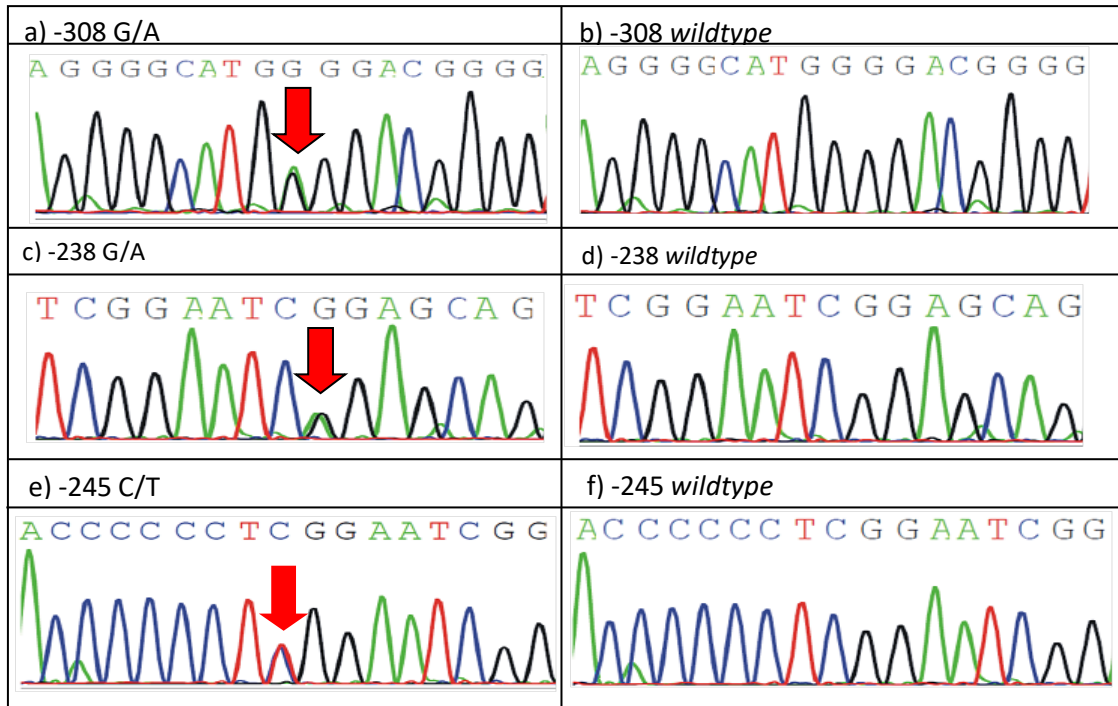 a) -308 G/A
b) -308 wildtype
A G G G G C A T G G G G A C G G G G
A G G G G C A T G G G G A C G G G G
c) -238 G/A
d) -238 wildtype
T C G G A A T C G G A G C A G
T C G G A A T C G G A G C A G
e) -245 C/T
f) -245 wildtype
A C C C C C C T C G G A A T C G G
A C C C C C C T C G G A A T C G G